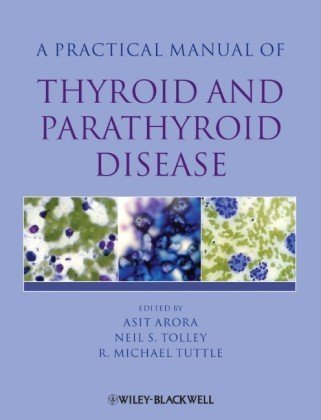 A PRACTICAL MANUAL OF
THYROID AND
PARATHYROID
DISEASE
EDITED BY
ASIT ARORA
NEIL S. TOLLEY
R. MICHAEL TUTTLE
WILEY-BLACKWELL